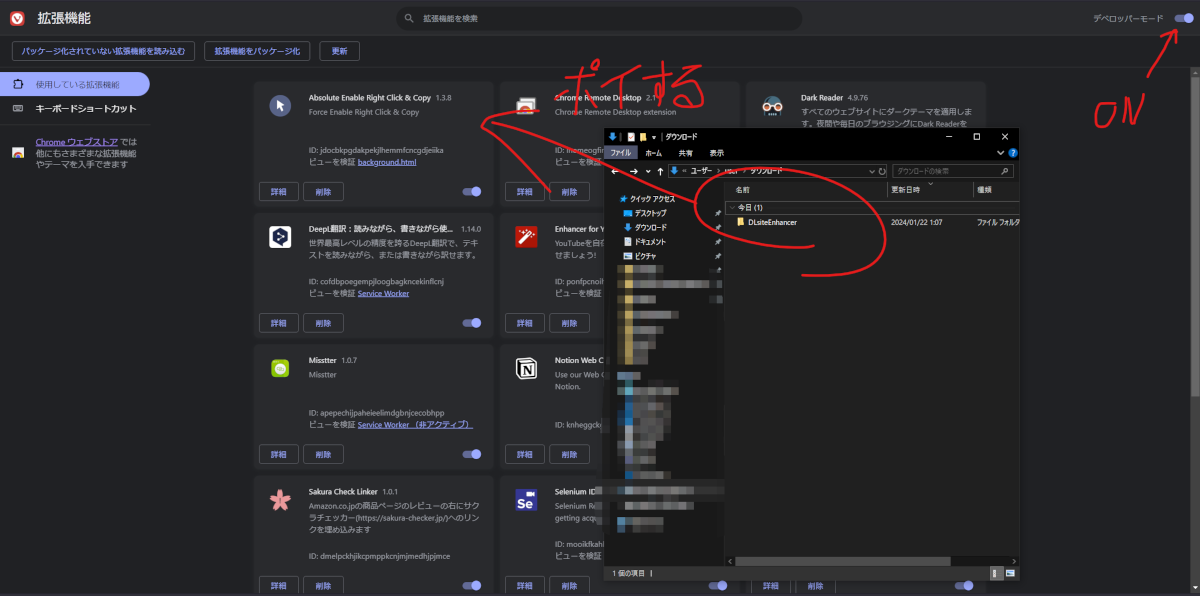 拡張機能
拡張機能を検索
デベロッパーモード
パッケージ化されていない拡張機能を読み込む
拡張機能をパッケージ化
更新
使用している拡張機能
キーボードショートカット
Chrome ウェブストア では
他にもさまざまな拡張機能
やテーマを入手できます
ON
ポイする
Absolute Enable Right Click & Copy 1.3.8
Force Enable Right Click & Copy
ID: jdocbkpgdakpekjlhemmfcncgdjeiika
ビューを検証 background.html
詳細
削除
Chrome Remote Desktop 2.1
Chrome Remote Desktop extension
ビューを検証
詳細
削除
Dark Reader 4.9.76
すべてのウェブサイトにダークテーマを適用しま
す。夜間や毎日のブラウジングにDark Readerを
DeepL翻訳：読みながら、書きながら使... 1.14.0
世界最高レベルの精度を誇るDeepL翻訳で、テキ
ストを読みながら、または書きながら訳せます。
ID: cofdbpoegempjloogbagkncekinflcnj
ビューを検証 Service Worker
詳細
削除
Enhancer for Y
YouTubeを自在
せましょう!
ID: ponfpcnoih
ビューを検証
詳細
削除
Misstter 1.0.7
Misstter
ID: apepechijpaheieelimdgbnjcecobhpp
ビューを検証 Service Worker （非アクティブ）
詳細
削除
Notion Web C
Use our Web C
Notion.
ID: knheggck
詳細
削除
Sakura Check Linker 1.0.1
Amazon.co.jpの商品ページのレビューの右にサク
ラチェッカー(https://sakura-checker.jp/)へのリン
クを埋め込みます
ID: dmelpckhjkcpmppkcnjmjmedhjpjmce
詳細
削除
Se
Selenium ID
Selenium Re
getting acqu
ID: mooikfkah
ビューを検証
詳細
削除
詳細
削除
ダウンロード
ファイル
ホーム
共有
表示
ユーザー
user
ダウンロード
ダウンロードの検索
クイック アクセス
デスクトップ
ダウンロード
ドキュメント
ピクチャ
名前
更新日時
種類
今日 (1)
DLsiteEnhancer
2024/01/22 1:07
ファイル フォルダ
1 個の項目